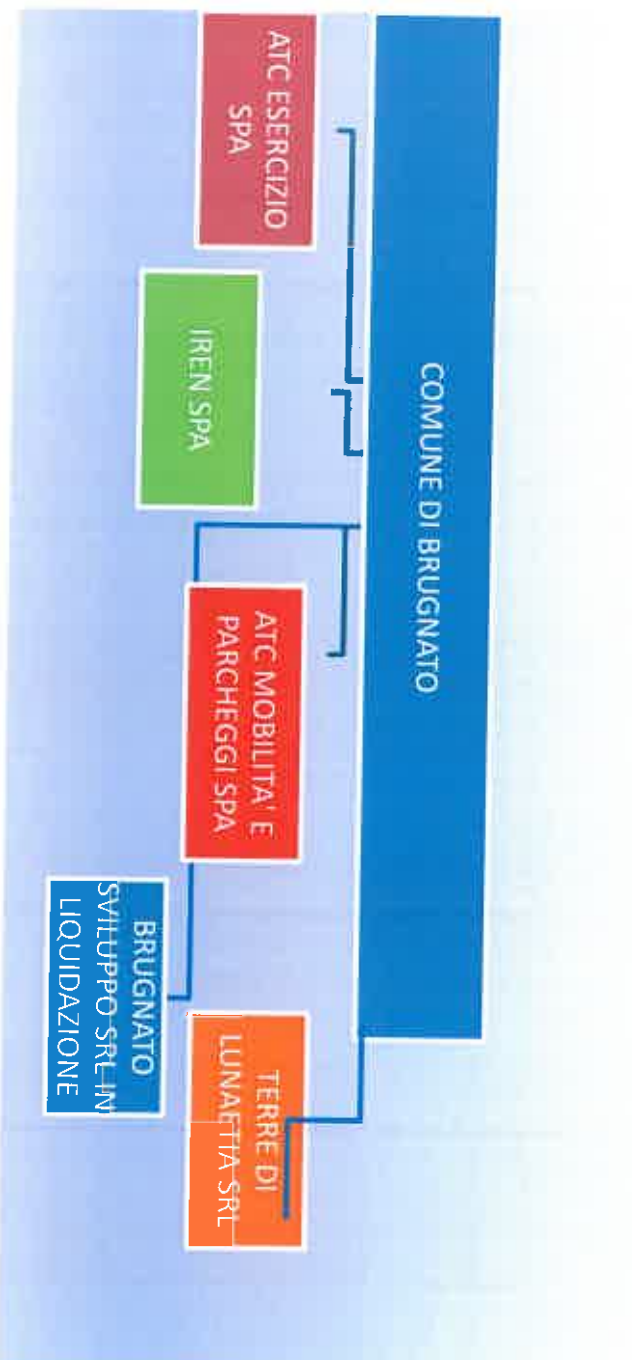 COMUNE DI BRUGNATO
ATC ESERCIZIO
SPA
IREN SPA
ATC MOBILITA' E
PARCHEGGI SPA
BRUGNATO
SVILUPPO SRL IN
LIQUIDAZIONE
TERRE DI
LUNAETIA SRL